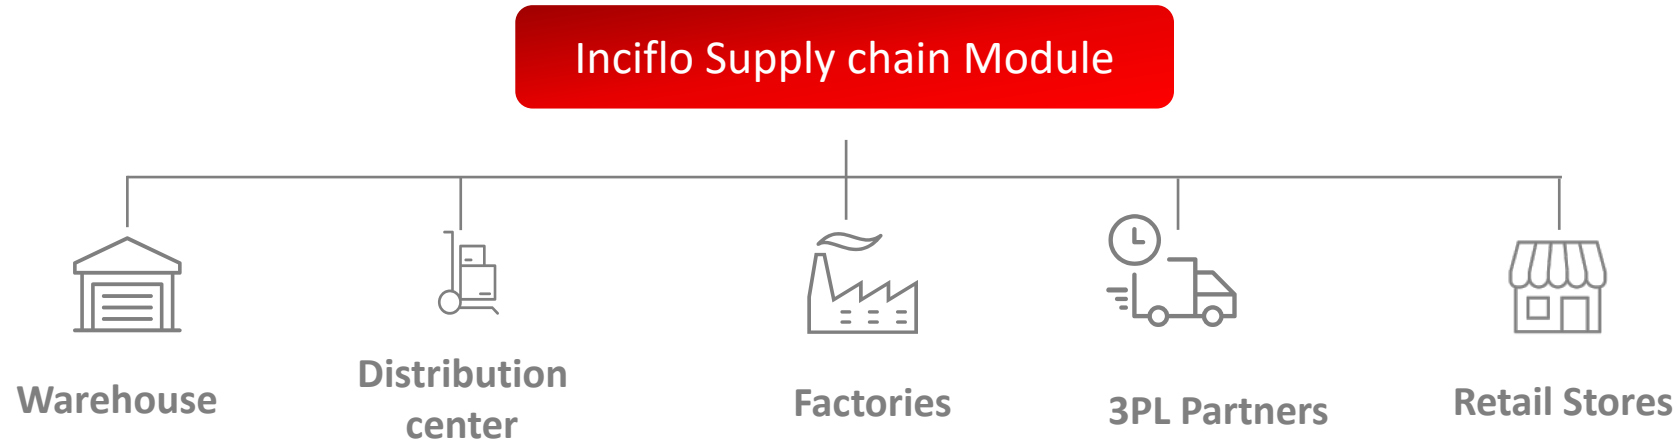 Inciflo Supply chain Module
Warehouse
Distribution
center
Factories
3PL Partners
Retail Stores